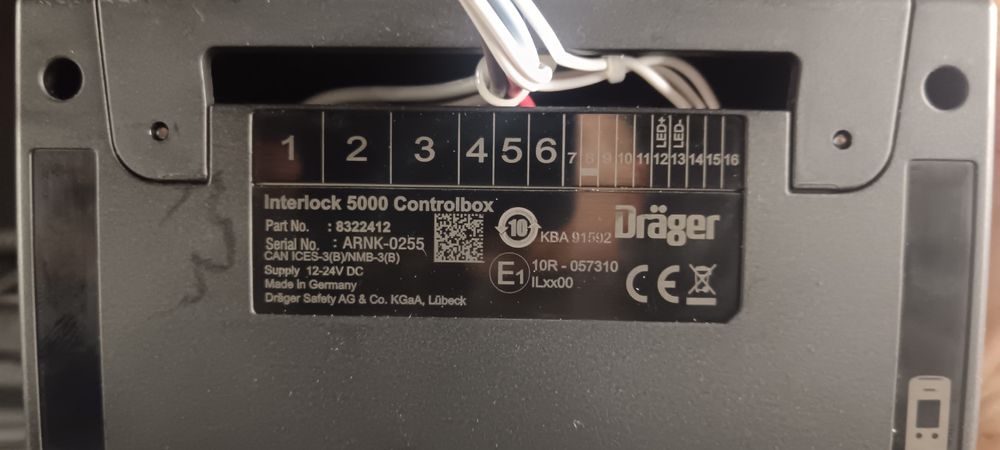 1 2 3 4 5 6 7 8 9 10 11 12 13 14 15 16
LED+ LED-
Interlock 5000 Controlbox
Part No. : 8322412
Serial No. : ARNK-0255
CAN ICES-3(B)/NMB-3(B)
Supply 12-24V DC
Made in Germany
Dräger Safety AG & Co. KGaA, Lübeck
10
KBA 91592
E1
10R - 057310
ILxx00
Dräger
CE